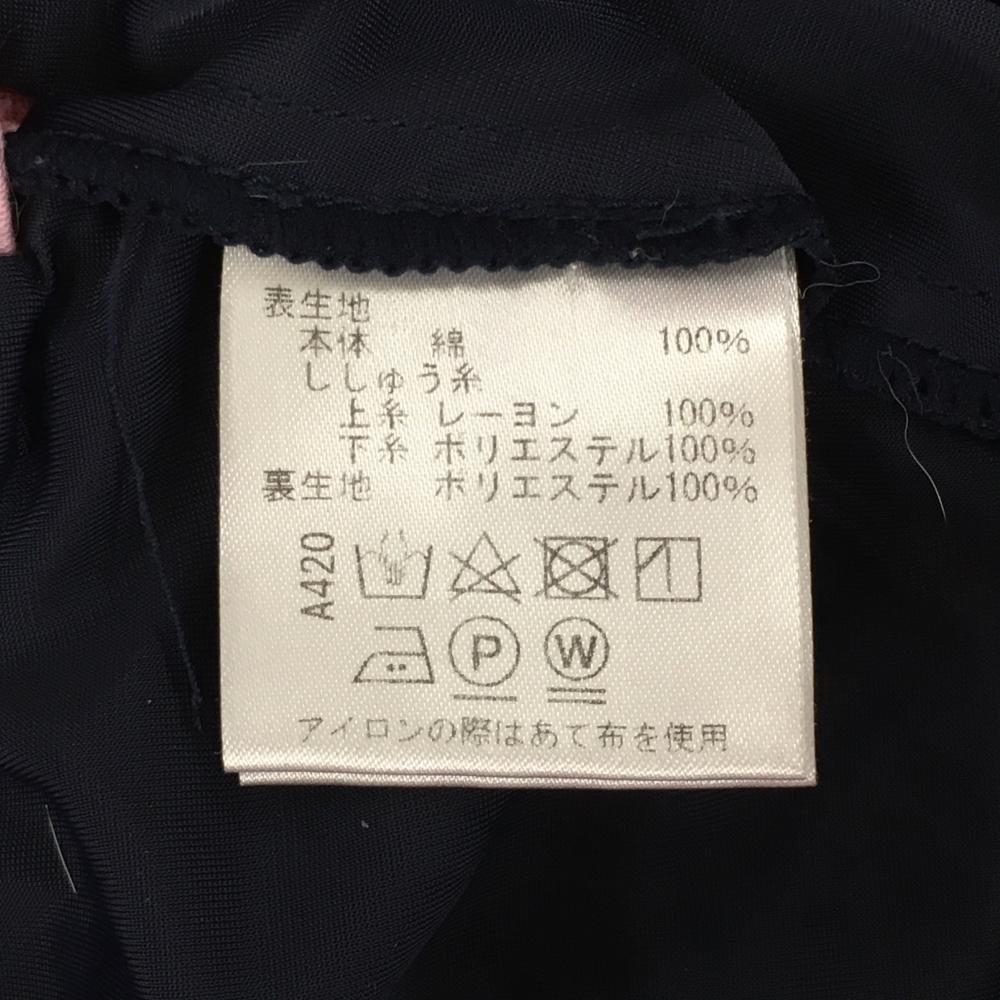 表生地
本体 綿 100%
ししゅう糸
上糸 レーヨン 100%
下糸 ポリエステル100%
裏生地 ポリエステル100%
A420
P W
アイロンの際はあて布を使用